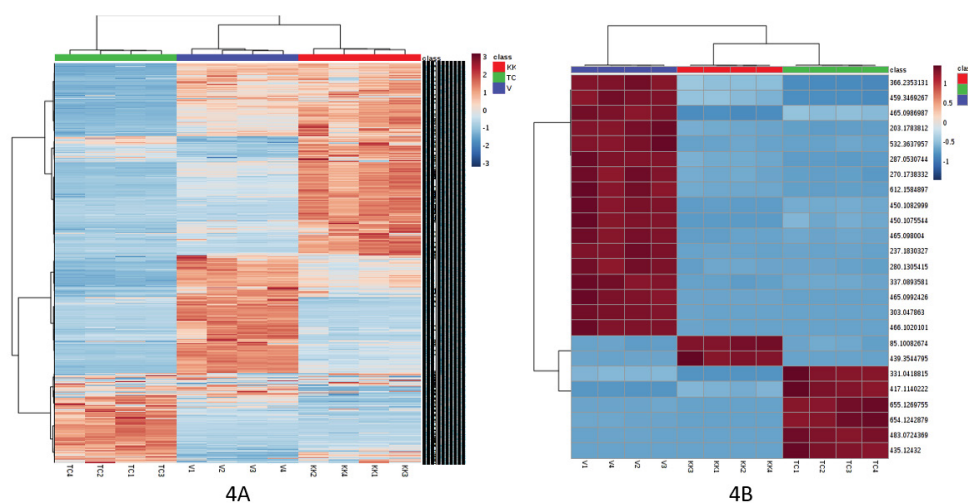 class
KK
TC
V
3
2
1
0
-1
-2
-3
TC4
TC2
TC1
TC3
V1
V2
V3
V4
KK2
KK4
KK1
KK3
4A
class
366.2353131
459.3469267
465.0986987
203.1783812
532.3637957
287.0530744
270.1738332
612.1584897
450.1082999
450.1075544
465.098004
237.1830327
280.1305415
337.0893581
465.0992426
303.047863
466.1020101
85.10082674
439.3544795
331.0418815
417.1140222
655.1269755
654.1242879
483.0724369
435.12432
clas
1
0.5
0
-0.5
-1
V1
V4
V2
V3
KK3
KK1
KK2
KK4
TC1
TC2
TC3
TC4
4B